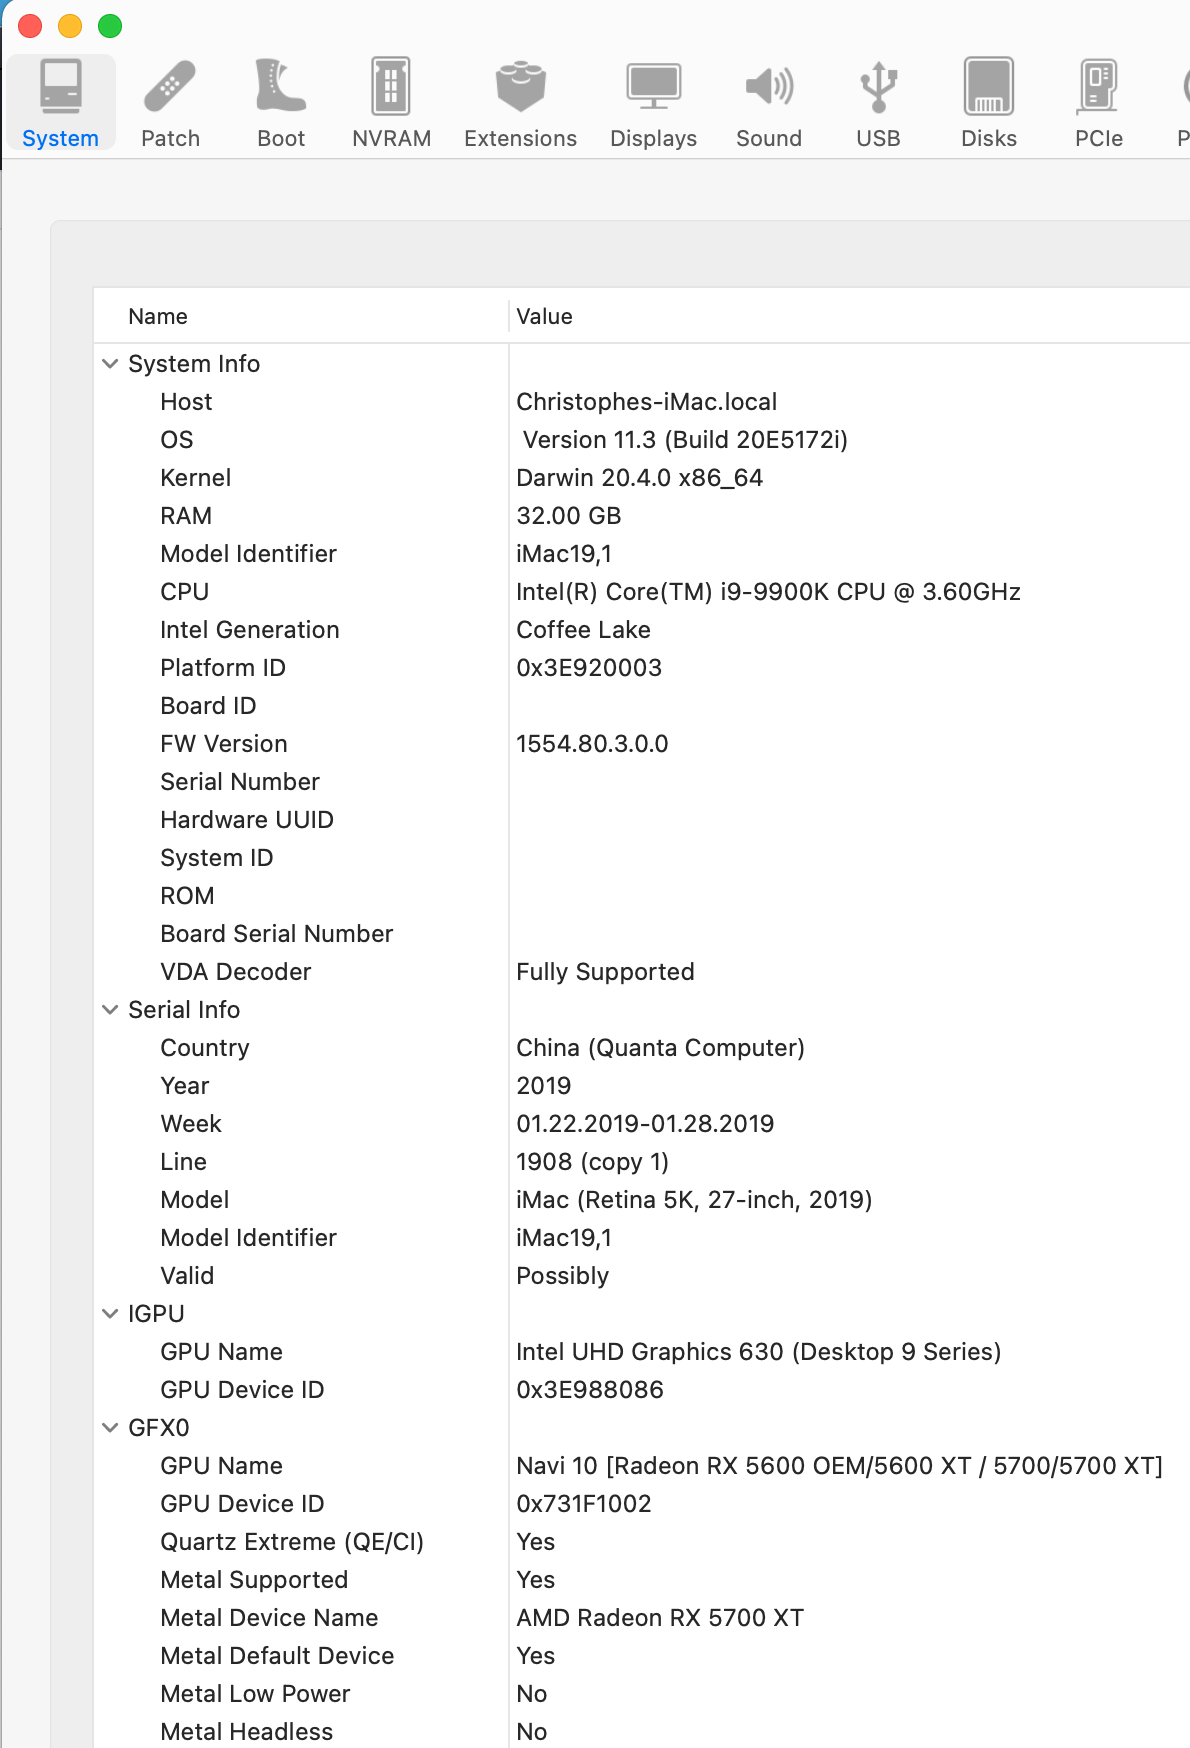 System Patch Boot NVRAM Extensions Displays Sound USB Disks PCIe
Name Value
System Info
Host Christophes-iMac.local
OS Version 11.3 (Build 20E5172i)
Kernel Darwin 20.4.0 x86_64
RAM 32.00 GB
Model Identifier iMac19,1
CPU Intel(R) Core(TM) i9-9900K CPU @ 3.60GHz
Intel Generation Coffee Lake
Platform ID 0x3E920003
Board ID
FW Version 1554.80.3.0.0
Serial Number
Hardware UUID
System ID
ROM
Board Serial Number
VDA Decoder Fully Supported
Serial Info
Country China (Quanta Computer)
Year 2019
Week 01.22.2019-01.28.2019
Line 1908 (copy 1)
Model iMac (Retina 5K, 27-inch, 2019)
Model Identifier iMac19,1
Valid Possibly
IGPU
GPU Name Intel UHD Graphics 630 (Desktop 9 Series)
GPU Device ID 0x3E988086
GFX0
GPU Name Navi 10 [Radeon RX 5600 OEM/5600 XT / 5700/5700 XT]
GPU Device ID 0x731F1002
Quartz Extreme (QE/CI) Yes
Metal Supported Yes
Metal Device Name AMD Radeon RX 5700 XT
Metal Default Device Yes
Metal Low Power No
Metal Headless No